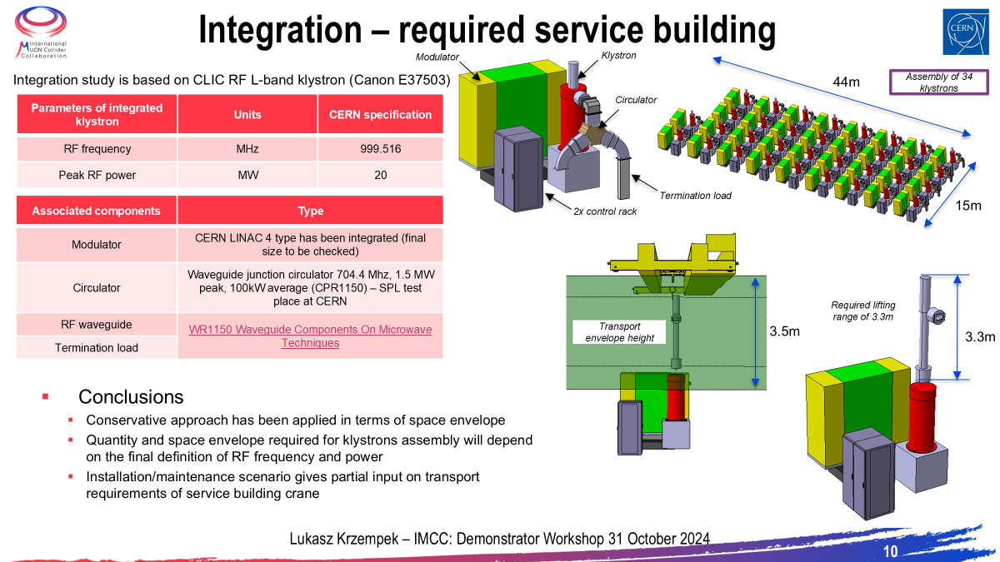 Integration – required service building
International
MUON Collider
Collaboration
CERN
Integration study is based on CLIC RF L-band klystron (Canon E37503)
Parameters of integrated
klystron
Units
CERN specification
RF frequency
MHz
999.516
Peak RF power
MW
20
Associated components
Type
Modulator
CERN LINAC 4 type has been integrated (final
size to be checked)
Circulator
Waveguide junction circulator 704.4 Mhz, 1.5 MW
peak, 100kW average (CPR1150) – SPL test
place at CERN
RF waveguide
WR1150 Waveguide Components On Microwave
Techniques
Termination load
Modulator
Klystron
Circulator
Termination load
2x control rack
44m
Assembly of 34
klystrons
15m
Transport
envelope height
3.5m
Required lifting
range of 3.3m
3.3m
▪ Conclusions
▪ Conservative approach has been applied in terms of space envelope
▪ Quantity and space envelope required for klystrons assembly will depend
on the final definition of RF frequency and power
▪ Installation/maintenance scenario gives partial input on transport
requirements of service building crane
Lukasz Krzempek – IMCC: Demonstrator Workshop 31 October 2024
10